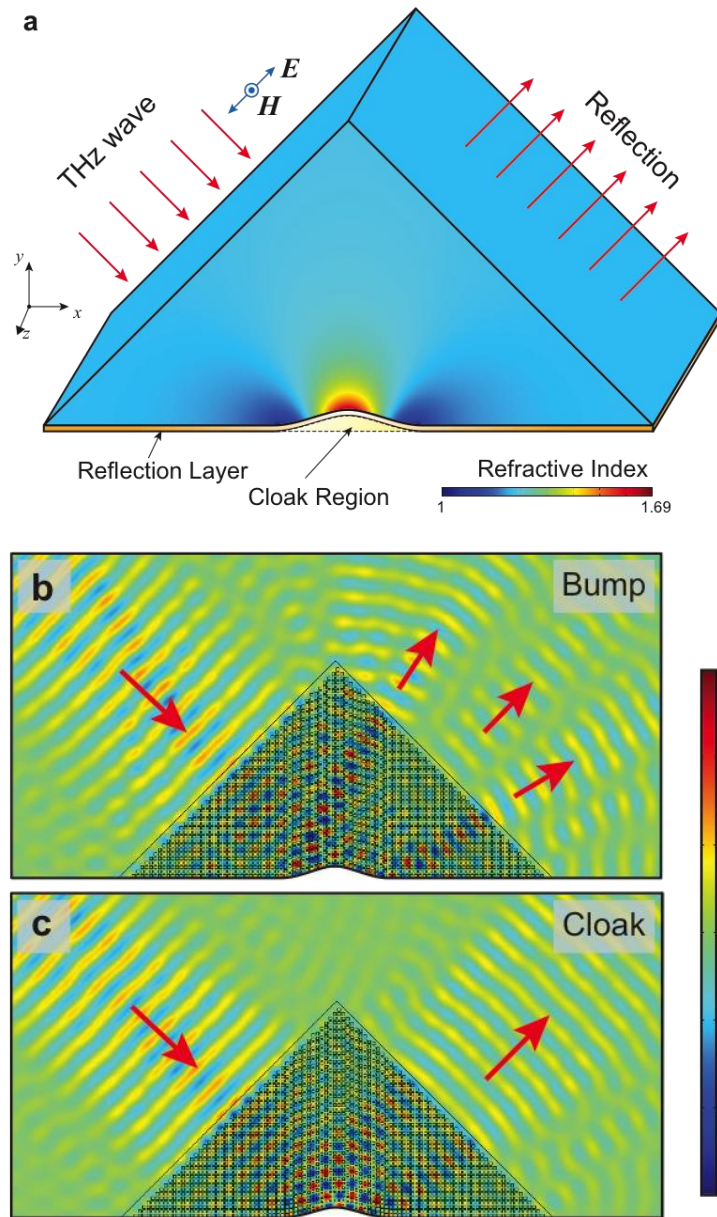 a
E
H
THz wave
Reflection
y
x
z
Reflection Layer
Cloak Region
Refractive Index
1
1.69
b
Bump
c
Cloak